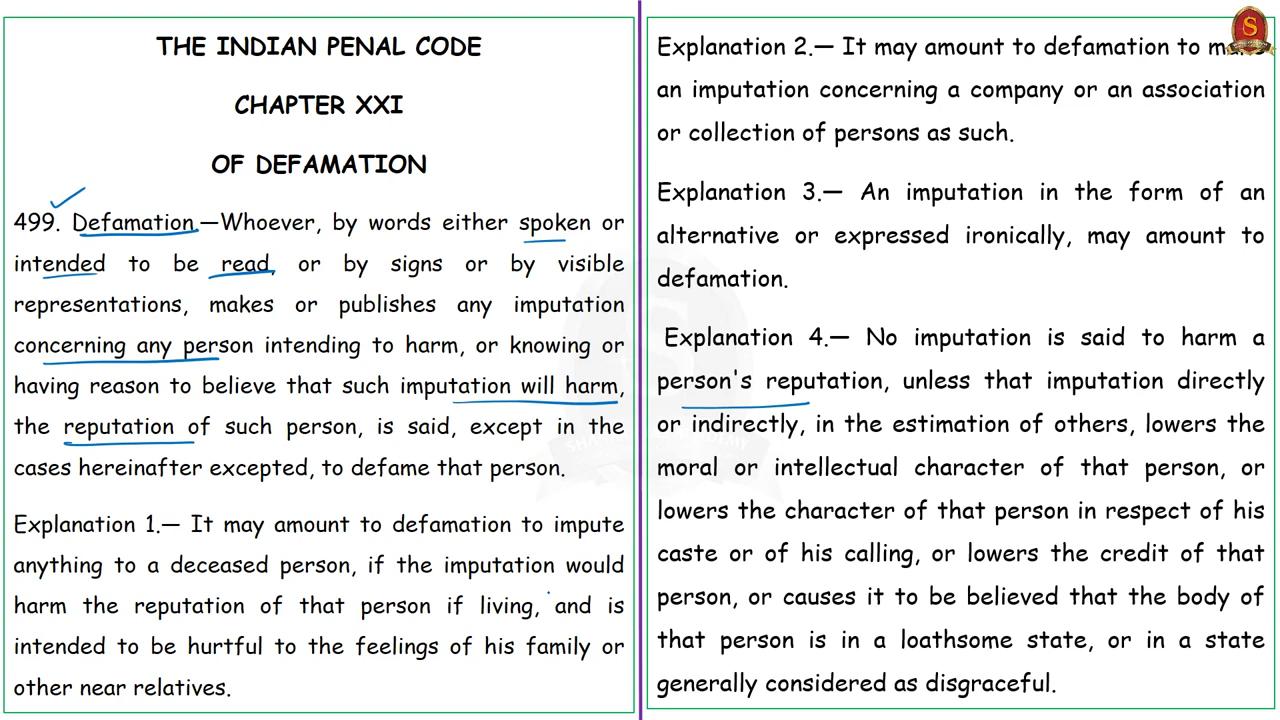 THE INDIAN PENAL CODE
CHAPTER XXI
OF DEFAMATION
499. Defamation.—Whoever, by words either spoken or
intended to be read, or by signs or by visible
representations, makes or publishes any imputation
concerning any person intending to harm, or knowing or
having reason to believe that such imputation will harm,
the reputation of such person, is said, except in the
cases hereinafter excepted, to defame that person.
Explanation 1.— It may amount to defamation to impute
anything to a deceased person, if the imputation would
harm the reputation of that person if living, and is
intended to be hurtful to the feelings of his family or
other near relatives.
Explanation 2.— It may amount to defamation to
an imputation concerning a company or an association
or collection of persons as such.
Explanation 3.— An imputation in the form of an
alternative or expressed ironically, may amount to
defamation.
Explanation 4.— No imputation is said to harm a
person's reputation, unless that imputation directly
or indirectly, in the estimation of others, lowers the
moral or intellectual character of that person, or
lowers the character of that person in respect of his
caste or of his calling, or lowers the credit of that
person, or causes it to be believed that the body of
that person is in a loathsome state, or in a state
generally considered as disgraceful.